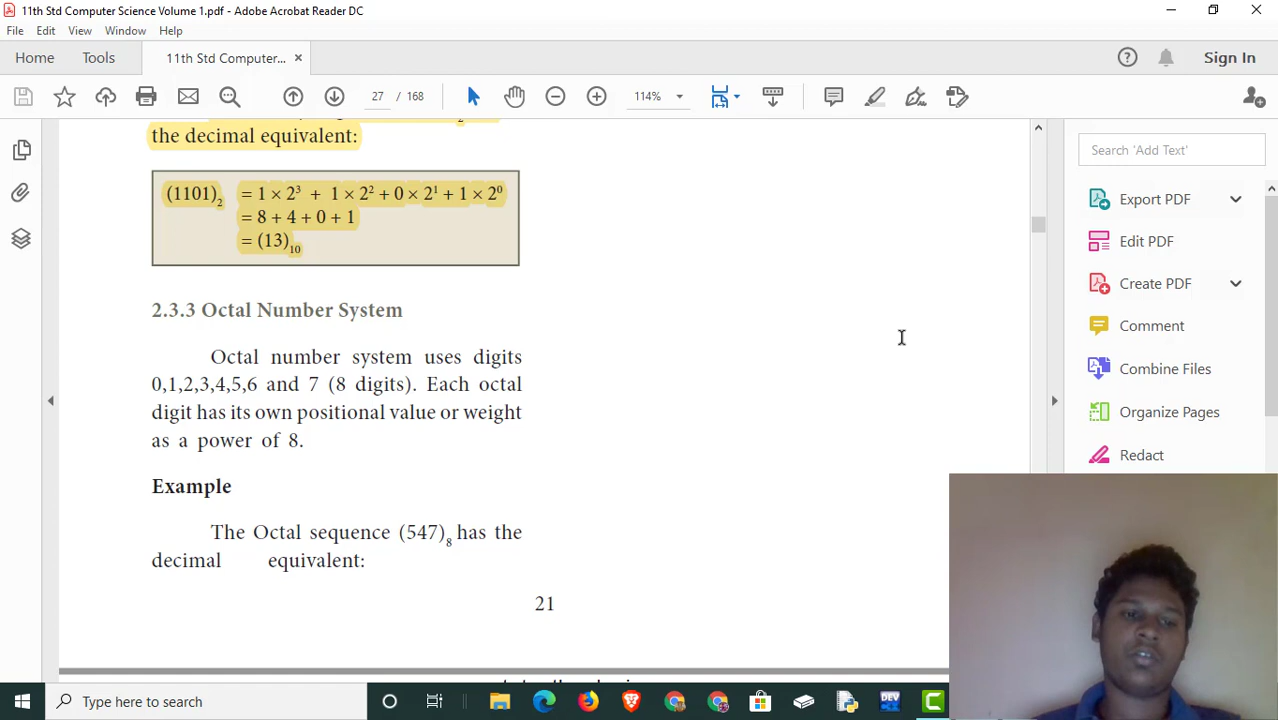 11th Std Computer Science Volume 1.pdf - Adobe Acrobat Reader DC
File Edit View Window Help
Home Tools 11th Std Computer... ×
27 / 168 114%
Sign In
the decimal equivalent:
(1101)₂ = 1 × 2³ + 1 × 2² + 0 × 2¹ + 1 × 2⁰
= 8 + 4 + 0 + 1
= (13)₁₀
2.3.3 Octal Number System
Octal number system uses digits
0,1,2,3,4,5,6 and 7 (8 digits). Each octal
digit has its own positional value or weight
as a power of 8.
Example
The Octal sequence (547)₈ has the
decimal equivalent:
21
Search 'Add Text'
Export PDF
Edit PDF
Create PDF
Comment
Combine Files
Organize Pages
Redact
Type here to search
DEV